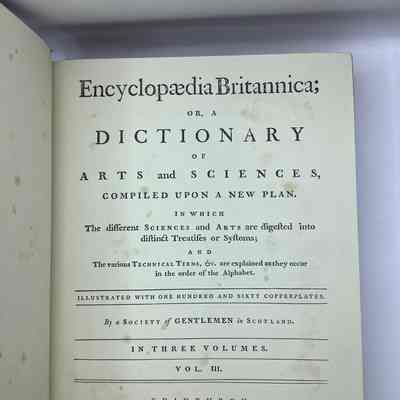 Encyclopædia Britannica;
OR, A
DICTIONARY
OF
ARTS and SCIENCES,
COMPILED UPON A NEW PLAN.
IN WHICH
The different SCIENCES and ARTS are digeſted into
diſtinct Treatiſes or Syſtems;
AND
The various TECHNICAL TERMS, &c. are explained as they occur
in the order of the Alphabet.
ILLUSTRATED WITH ONE HUNDRED AND SIXTY COPPERPLATES.
By a SOCIETY of GENTLEMEN in SCOTLAND.
IN THREE VOLUMES.
VOL. III.
EDINBURGH